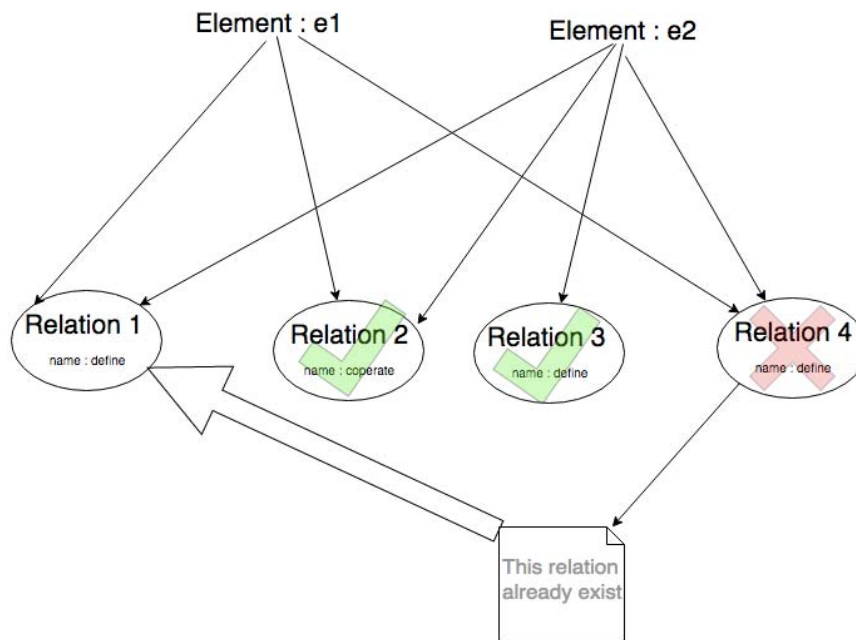 Element : e1
Element : e2
Relation 1
name : define
Relation 2
name : coperate
Relation 3
name : define
Relation 4
name : define
This relation
already exist